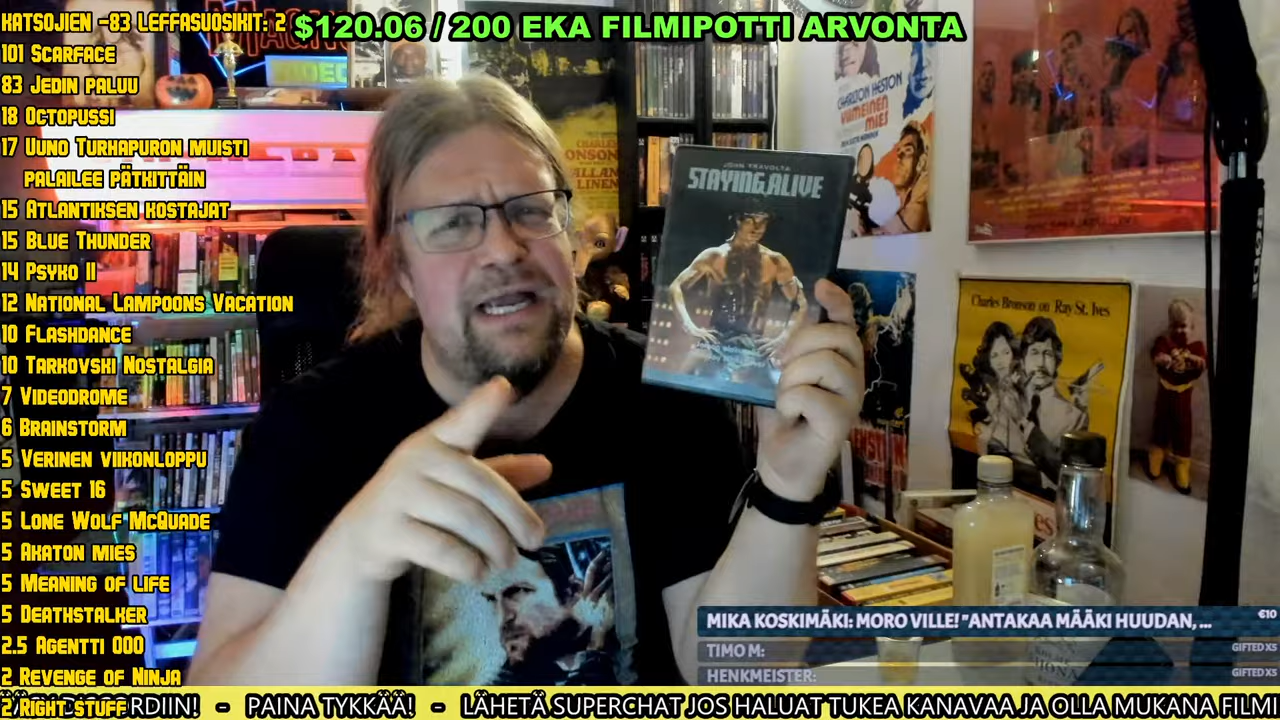 KATSOJIEN -83 LEFFASUOSIKIT: 2
$120.06 / 200 EKA FILMIPOTTI ARVONTA
101 SCARFACE
83 JEDIN PALUU
18 OCTOPUSSI
17 UUNO TURHAPURON MUISTI
PALAILEE PÄTKITTÄIN
15 ATLANTIKSEN KOSTAJAT
15 BLUE THUNDER
14 PSYKO II
12 NATIONAL LAMPOONS VACATION
10 FLASHDANCE
10 TARKOVSKI NOSTALGIA
7 VIDEODROME
6 BRAINSTORM
5 VERINEN VIIKONLOPPU
5 SWEET 16
5 LONE WOLF MCQUADE
5 AKATON MIES
5 MEANING OF LIFE
5 DEATHSTALKER
2.5 AGENTTI 000
2 REVENGE OF NINJA
2 RIGHT STUFF
VIDEO
JOHN TRAVOLTA
STAYING ALIVE
CHARLTON HESTON
VIIMEINEN
MIES
Charles Bronson on Ray St. Ives
MIKA KOSKIMÄKI: MORO VILLE! "ANTAKAA MÄÄKI HUUDAN, ... €10
TIMO M: GIFTED X5
HENKMEISTER: GIFTED X5
DISCORDIIN! - PAINA TYKKÄÄ! - LÄHETÄ SUPERCHAT JOS HALUAT TUKEA KANAVAA JA OLLA MUKANA FILMI